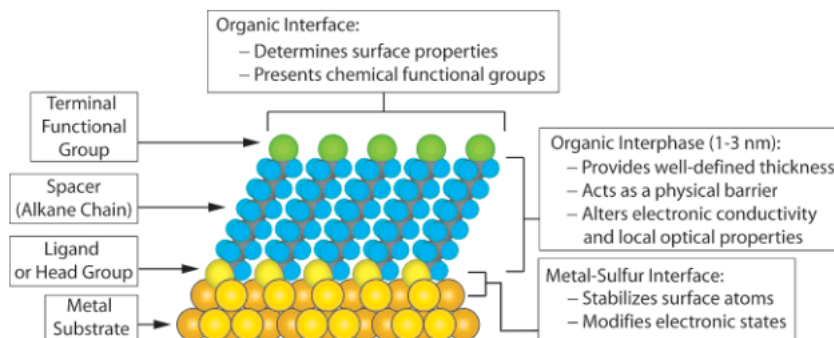 Organic Interface:
– Determines surface properties
– Presents chemical functional groups
Terminal
Functional
Group
Spacer
(Alkane Chain)
Ligand
or Head Group
Metal
Substrate
Organic Interphase (1-3 nm):
– Provides well-defined thickness
– Acts as a physical barrier
– Alters electronic conductivity
and local optical properties
Metal-Sulfur Interface:
– Stabilizes surface atoms
– Modifies electronic states